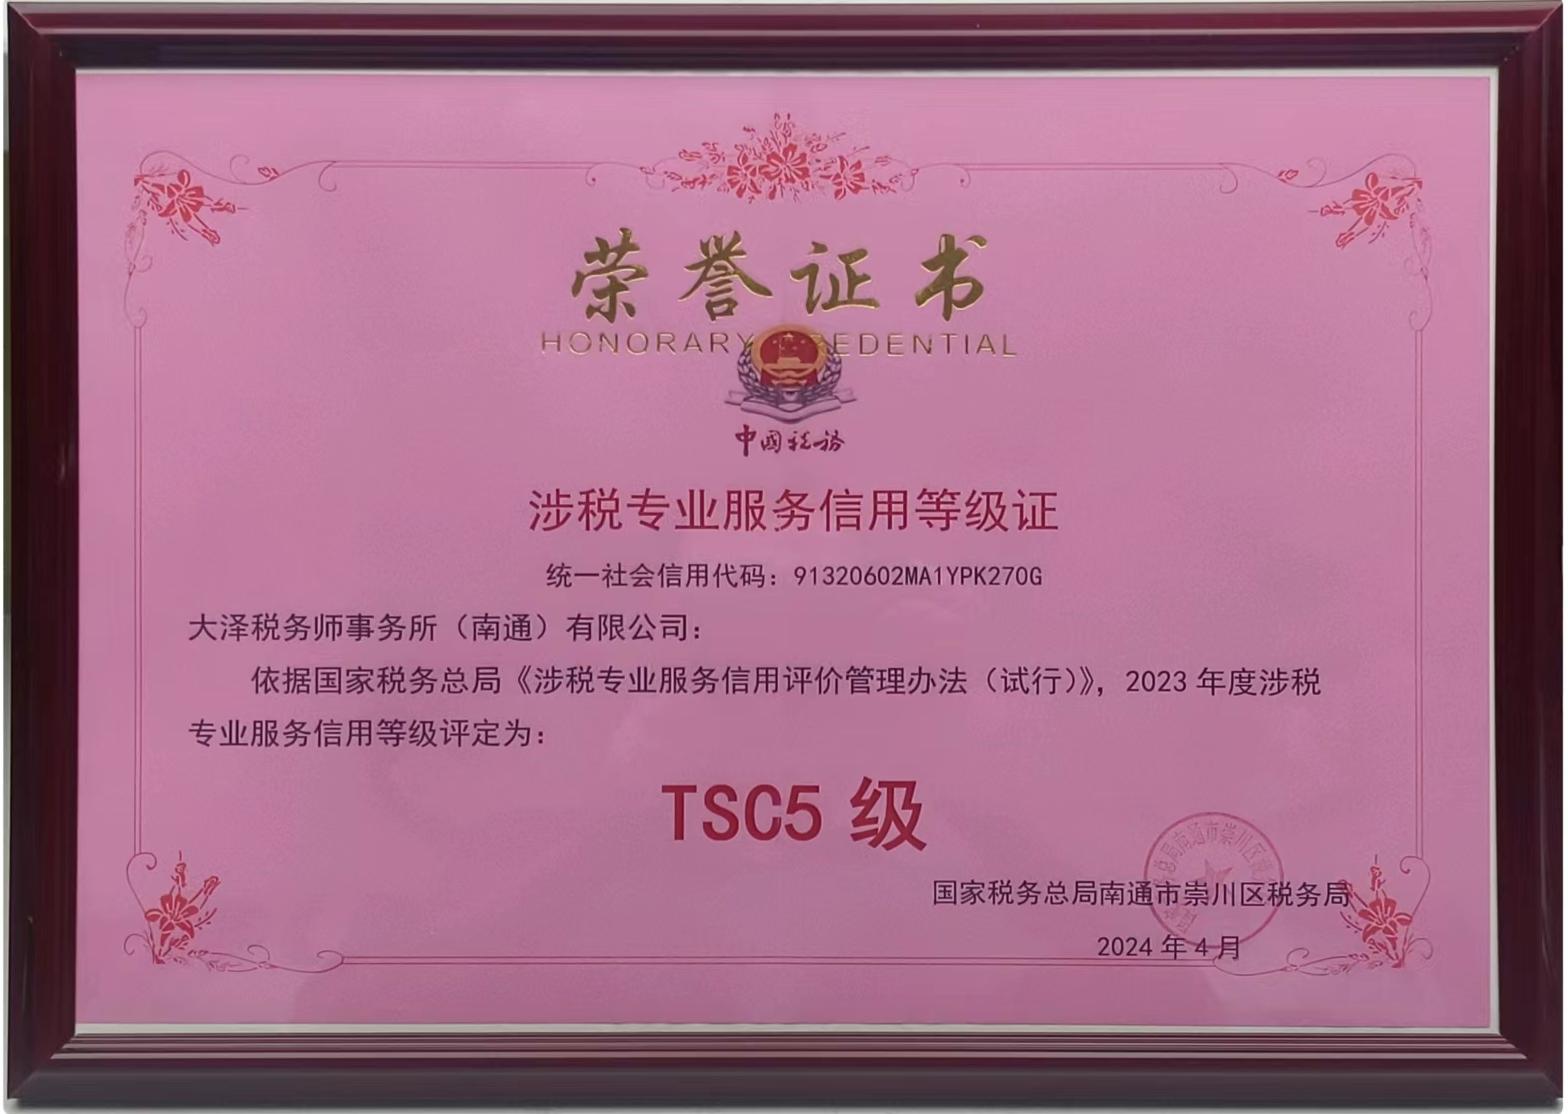 荣誉证书
HONORARY EDENTIAL
中国税务
涉税专业服务信用等级证
统一社会信用代码：91320602MA1YPK270G
大泽税务师事务所（南通）有限公司：
依据国家税务总局《涉税专业服务信用评价管理办法（试行）》，2023 年度涉税
专业服务信用等级评定为：
TSC5 级
国家税务总局南通市崇川区税务局
2024 年 4 月